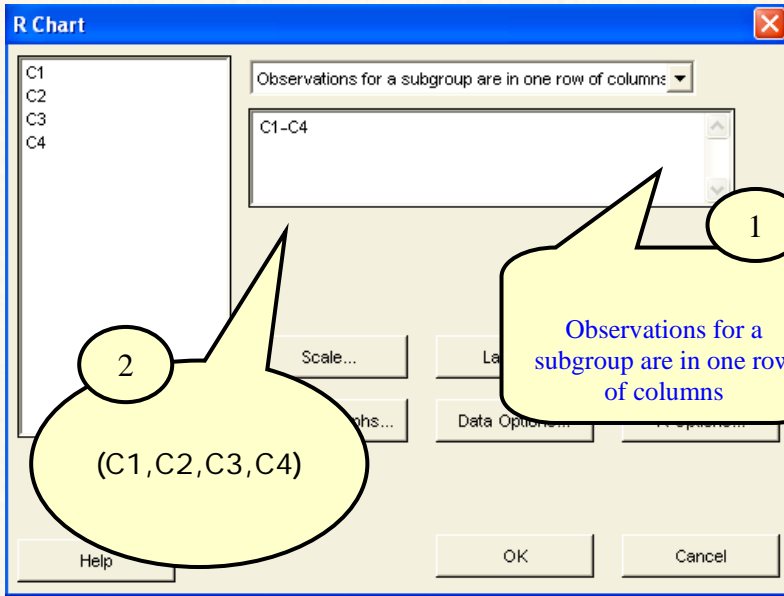 R Chart
C1
C2
C3
C4
Observations for a subgroup are in one row of columns
C1-C4
1
Observations for a
subgroup are in one row
of columns
2
(C1,C2,C3,C4)
Scale...
Data
Help
OK
Cancel